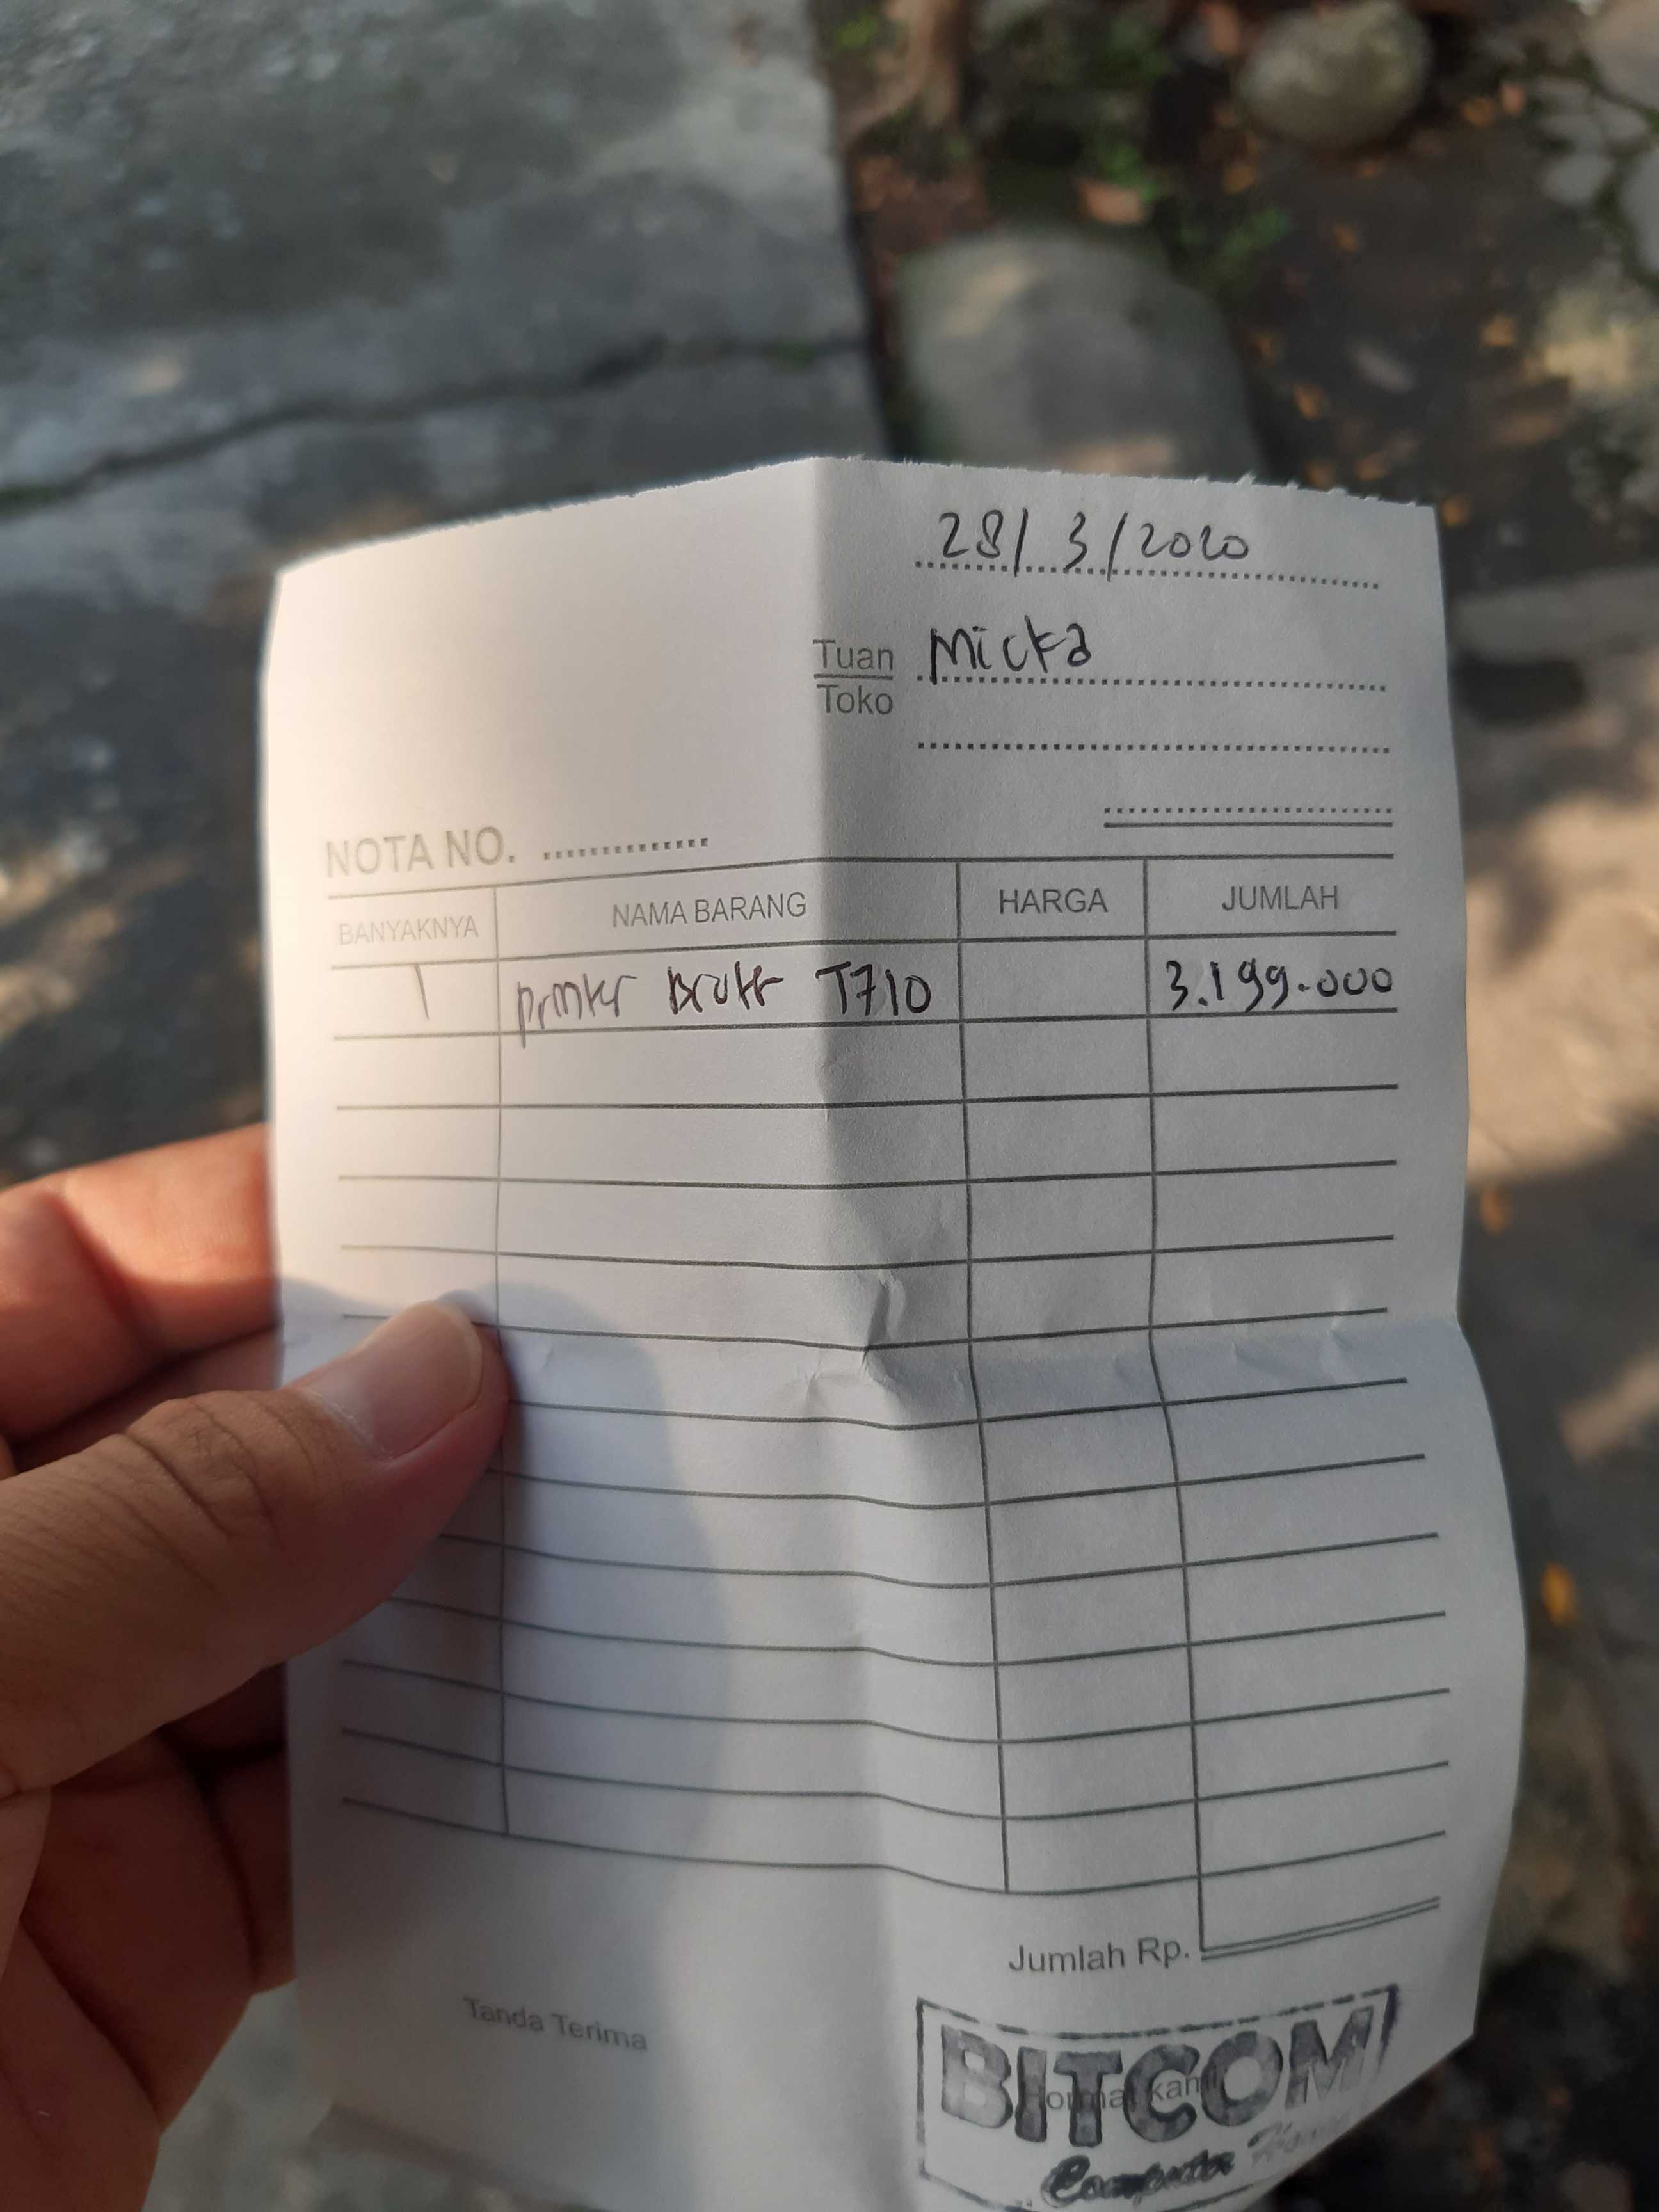 28/3/2020
Tuan Micka
Toko
NOTA NO. ..............
BANYAKNYA NAMA BARANG HARGA JUMLAH
1 printer T710 3.199.000
Jumlah Rp.
Tanda Terima
Hormat kami
BITCOM
Computer